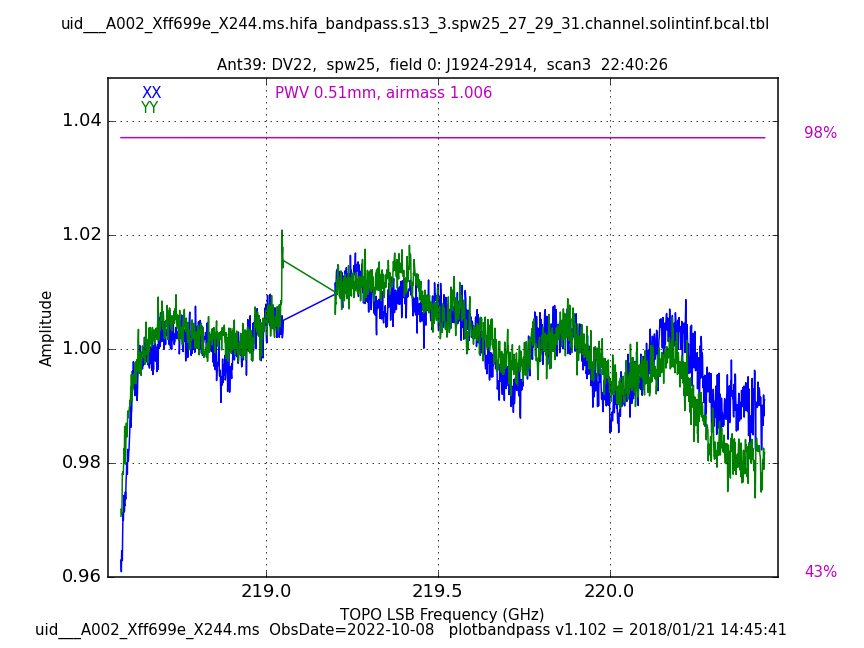 uid___A002_Xff699e_X244.ms.hifa_bandpass.s13_3.spw25_27_29_31.channel.solintinf.bcal.tbl
Ant39: DV22,  spw25,  field 0: J1924-2914,  scan3  22:40:26
XX
PWV 0.51mm, airmass 1.006
YY
1.04
98%
1.02
1.00
0.98
0.96
43%
Amplitude
219.0
219.5
220.0
TOPO LSB Frequency (GHz)
uid___A002_Xff699e_X244.ms  ObsDate=2022-10-08   plotbandpass v1.102 = 2018/01/21 14:45:41